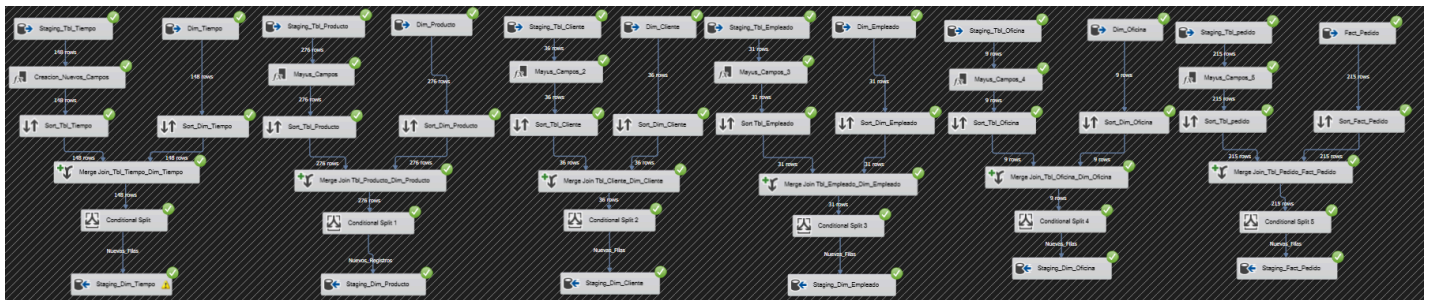 Staging_Tbl_Tiempo
Dim_Tiempo
148 rows
Creacion_Nuevos_Campos
148 rows
148 rows
Sort_Tbl_Tiempo
Sort_Dim_Tiempo
148 rows
148 rows
Merge Join_Tbl_Tiempo_Dim_Tiempo
148 rows
Conditional Split
Nuevas_Filas
Staging_Dim_Tiempo
Staging_Tbl_Producto
Dim_Producto
276 rows
Mayus_Campos
276 rows
276 rows
Sort_Tbl_Producto
Sort_Dim_Producto
276 rows
276 rows
Merge Join Tbl_Producto_Dim_Producto
276 rows
Conditional Split 1
Nuevos_Registros
Staging_Dim_Producto
Staging_Tbl_Cliente
Dim_Cliente
36 rows
Mayus_Campos_2
36 rows
36 rows
Sort_Tbl_Cliente
Sort_Dim_Cliente
36 rows
36 rows
Merge Join Tbl_Cliente_Dim_Cliente
36 rows
Conditional Split 2
Nuevas_Filas
Staging_Dim_Cliente
Staging_Tbl_Empleado
Dim_Empleado
31 rows
Mayus_Campos_3
31 rows
31 rows
Sort Tbl_Empleado
Sort_Dim_Empleado
31 rows
31 rows
Merge Join Tbl_Empleado_Dim_Empleado
31 rows
Conditional Split 3
Nuevas_Filas
Staging_Dim_Empleado
Staging_Tbl_Oficina
Dim_Oficina
9 rows
Mayus_Campos_4
9 rows
9 rows
Sort_Tbl_Oficina
Sort_Dim_Oficina
9 rows
9 rows
Merge Join_Tbl_Oficina_Dim_Oficina
9 rows
Conditional Split 4
Nuevas_Filas
Staging_Dim_Oficina
Staging_Tbl_pedido
Fact_Pedido
215 rows
Mayus_Campos_5
215 rows
215 rows
Sort_Tbl_pedido
Sort_Fact_Pedido
215 rows
215 rows
Merge Join_Tbl_Pedido_Fact_Pedido
215 rows
Conditional Split 5
Nuevas_Filas
Staging_Fact_Pedido